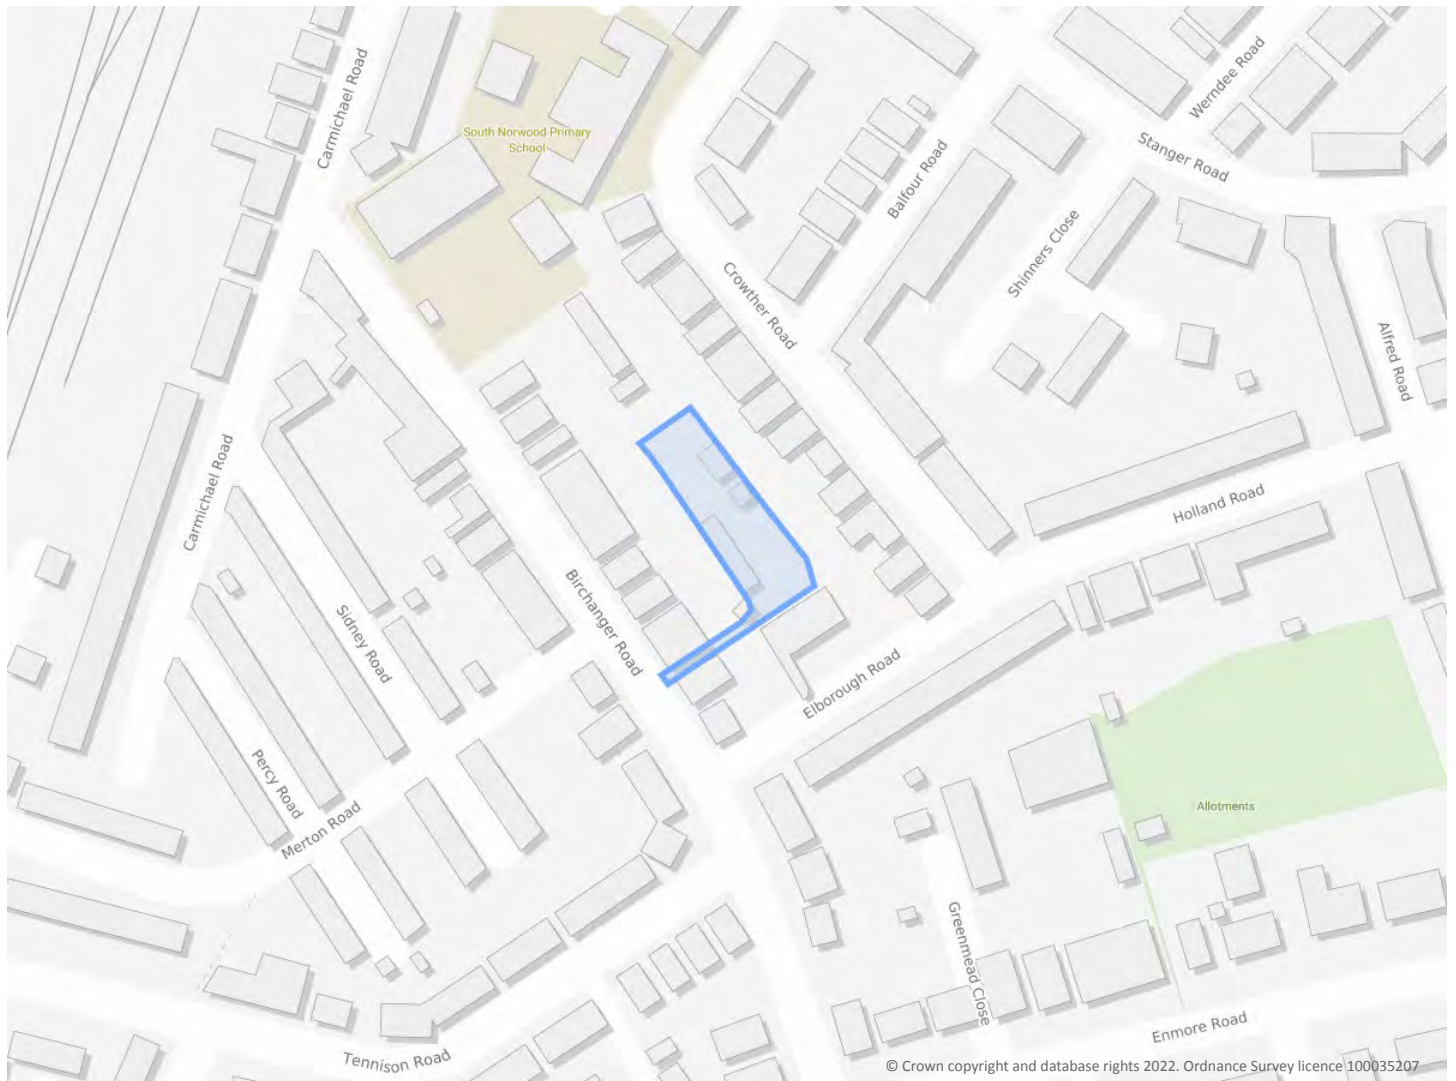 Carmichael Road
South Norwood Primary
School
Werndee Road
Stanger Road
Balfour Road
Shinners Close
Crowther Road
Alfred Road
Carmichael Road
Holland Road
Birchanger Road
Sidney Road
Elborough Road
Percy Road
Merton Road
Allotments
Greenmead Close
Enmore Road
Tennison Road
© Crown copyright and database rights 2022. Ordnance Survey licence 100035207